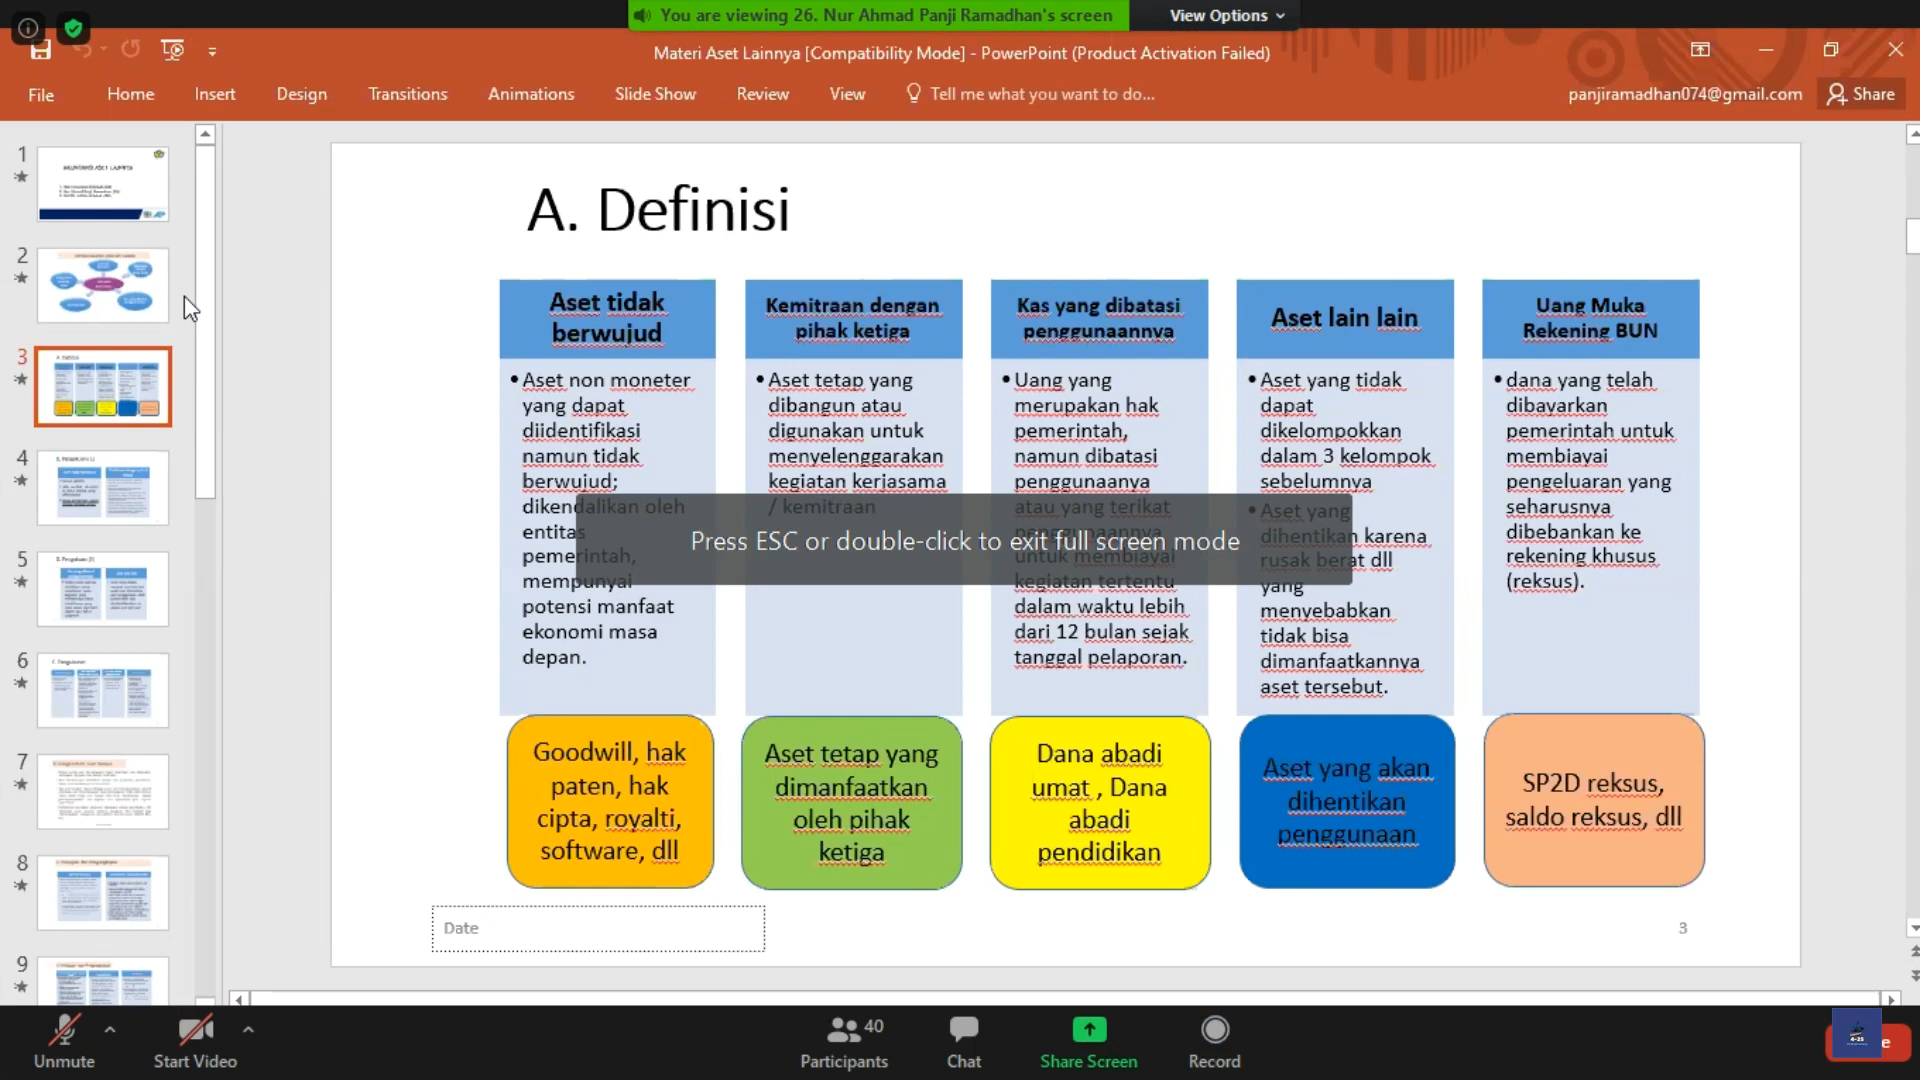 You are viewing 26. Nur Ahmad Panji Ramadhan's screen
View Options
Materi Aset Lainnya [Compatibility Mode] - PowerPoint (Product Activation Failed)
File
Home
Insert
Design
Transitions
Animations
Slide Show
Review
View
Tell me what you want to do...
panjiramadhan074@gmail.com
Share
1
2
3
4
5
6
7
8
9
A. Definisi
Aset tidak
berwujud
Aset non moneter
yang dapat
diidentifikasi
namun tidak
berwujud;
dikendalikan oleh
entitas
pemerintah,
mempunyai
potensi manfaat
ekonomi masa
depan.
Goodwill, hak
paten, hak
cipta, royalti,
software, dll
Kemitraan dengan
pihak ketiga
Aset tetap yang
dibangun atau
digunakan untuk
menyelenggarakan
kegiatan kerjasama
/ kemitraan
Aset tetap yang
dimanfaatkan
oleh pihak
ketiga
Kas yang dibatasi
penggunaannya
Uang yang
merupakan hak
pemerintah,
namun dibatasi
penggunaanya
atau yang terikat
penggunaannya
untuk membiayai
kegiatan tertentu
dalam waktu lebih
dari 12 bulan sejak
tanggal pelaporan.
Dana abadi
umat , Dana
abadi
pendidikan
Aset lain lain
Aset yang tidak
dapat
dikelompokkan
dalam 3 kelompok
sebelumnya
Aset yang
dihentikan karena
rusak berat dll
yang
menyebabkan
tidak bisa
dimanfaatkannya
aset tersebut.
Aset yang akan
dihentikan
penggunaan
Uang Muka
Rekening BUN
dana yang telah
dibayarkan
pemerintah untuk
membiayai
pengeluaran yang
seharusnya
dibebankan ke
rekening khusus
(reksus).
SP2D reksus,
saldo reksus, dll
Press ESC or double-click to exit full screen mode
Date
3
Unmute
Start Video
40
Participants
Chat
Share Screen
Record